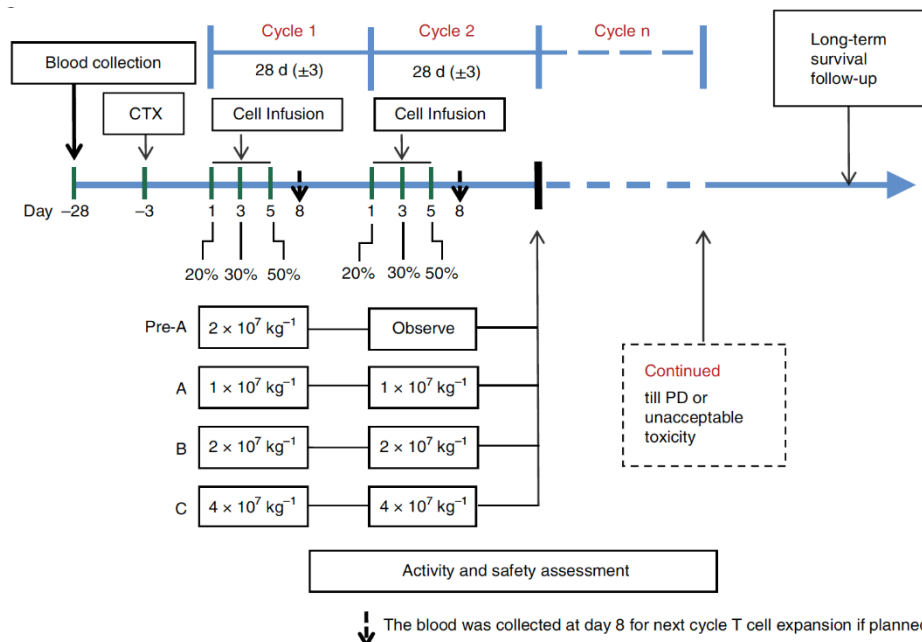 Cycle 1
Cycle 2
Cycle n
Long-term
survival
follow-up
Blood collection
28 d (±3)
28 d (±3)
CTX
Cell Infusion
Cell Infusion
Day –28
–3
1
3
5
8
1
3
5
8
20%
30%
50%
20%
30%
50%
Pre-A
2 × 10⁷ kg⁻¹
Observe
A
1 × 10⁷ kg⁻¹
1 × 10⁷ kg⁻¹
B
2 × 10⁷ kg⁻¹
2 × 10⁷ kg⁻¹
C
4 × 10⁷ kg⁻¹
4 × 10⁷ kg⁻¹
Continued
till PD or
unacceptable
toxicity
Activity and safety assessment
The blood was collected at day 8 for next cycle T cell expansion if planned